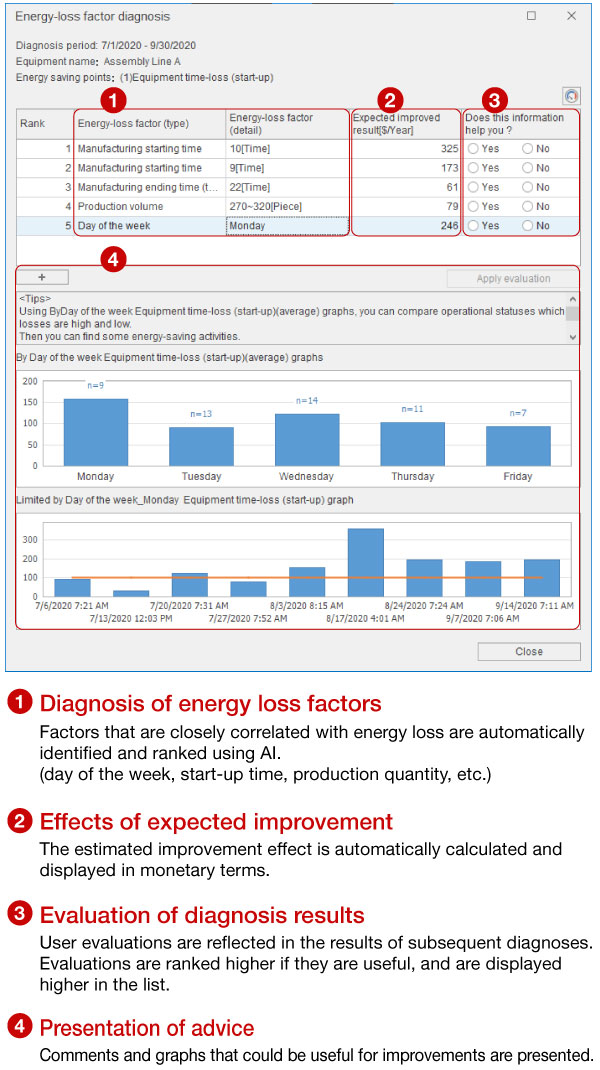 Energy-loss factor diagnosis
Diagnosis period: 7/1/2020 - 9/30/2020
Equipment name: Assembly Line A
Energy saving points: (1)Equipment time-loss (start-up)
1 2 3
Rank Energy-loss factor (type) Energy-loss factor (detail) Expected improved result[$/Year] Does this information help you ?
1 Manufacturing starting time 10[Time] 325 Yes No
2 Manufacturing starting time 9[Time] 173 Yes No
3 Manufacturing ending time (t... 22[Time] 61 Yes No
4 Production volume 270~320[Piece] 79 Yes No
5 Day of the week Monday 246 Yes No
4
+ Apply evaluation
<Tips>
Using ByDay of the week Equipment time-loss (start-up)(average) graphs, you can compare operational statuses which
losses are high and low.
Then you can find some energy-saving activities.
By Day of the week Equipment time-loss (start-up)(average) graphs
200
150
100
50
0
n=9 n=13 n=14 n=11 n=7
Monday Tuesday Wednesday Thursday Friday
Limited by Day of the week_Monday Equipment time-loss (start-up) graph
300
200
100
0
7/6/2020 7:21 AM 7/20/2020 7:31 AM 8/3/2020 8:15 AM 8/24/2020 7:24 AM 9/14/2020 7:11 AM
7/13/2020 12:03 PM 7/27/2020 7:52 AM 8/17/2020 4:01 AM 9/7/2020 7:06 AM
Close
1 Diagnosis of energy loss factors
Factors that are closely correlated with energy loss are automatically
identified and ranked using AI.
(day of the week, start-up time, production quantity, etc.)
2 Effects of expected improvement
The estimated improvement effect is automatically calculated and
displayed in monetary terms.
3 Evaluation of diagnosis results
User evaluations are reflected in the results of subsequent diagnoses.
Evaluations are ranked higher if they are useful, and are displayed
higher in the list.
4 Presentation of advice
Comments and graphs that could be useful for improvements are presented.